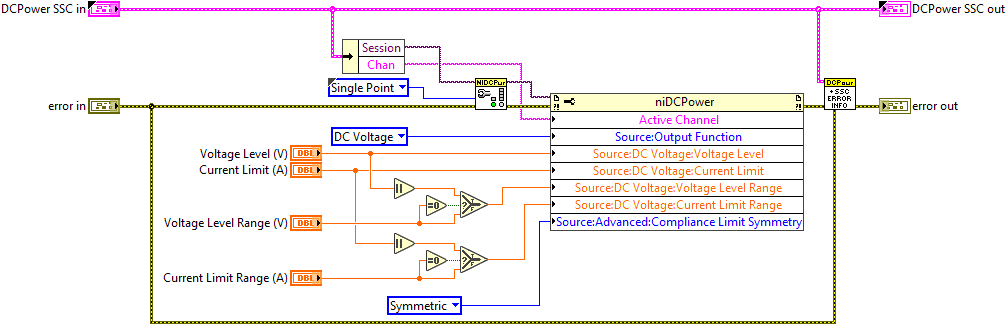 DCPower SSC in
DCPower SSC out
Session
Chan
Single Point
NIDCPwr
DCPowr
+SSC
ERROR
INFO
error in
error out
niDCPower
Active Channel
DC Voltage
Source:Output Function
Voltage Level (V)
DBL
Source:DC Voltage:Voltage Level
Current Limit (A)
DBL
Source:DC Voltage:Current Limit
Source:DC Voltage:Voltage Level Range
=0
?
T
F
Source:DC Voltage:Current Limit Range
Voltage Level Range (V)
DBL
Source:Advanced:Compliance Limit Symmetry
=0
?
T
F
Current Limit Range (A)
DBL
Symmetric